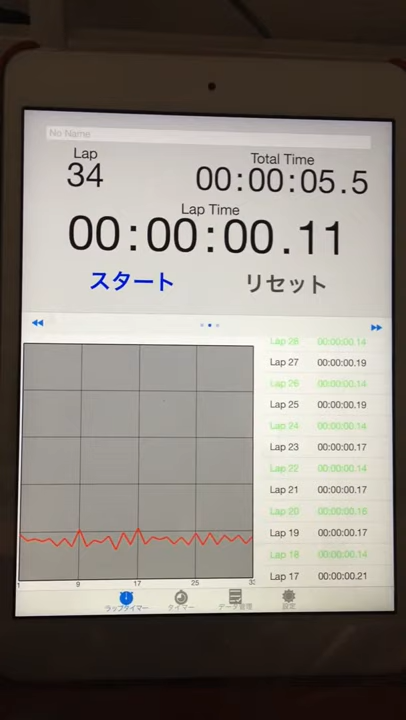 No Name
Lap
Total Time
34
00:00:05.5
Lap Time
00:00:00.11
スタート
リセット
Lap 28 00:00:00.14
Lap 27 00:00:00.19
Lap 26 00:00:00.14
Lap 25 00:00:00.19
Lap 24 00:00:00.14
Lap 23 00:00:00.17
Lap 22 00:00:00.14
Lap 21 00:00:00.17
Lap 20 00:00:00.16
Lap 19 00:00:00.17
Lap 18 00:00:00.14
Lap 17 00:00:00.21
1 9 17 25
ラップタイマー タイマー データ管理 設定